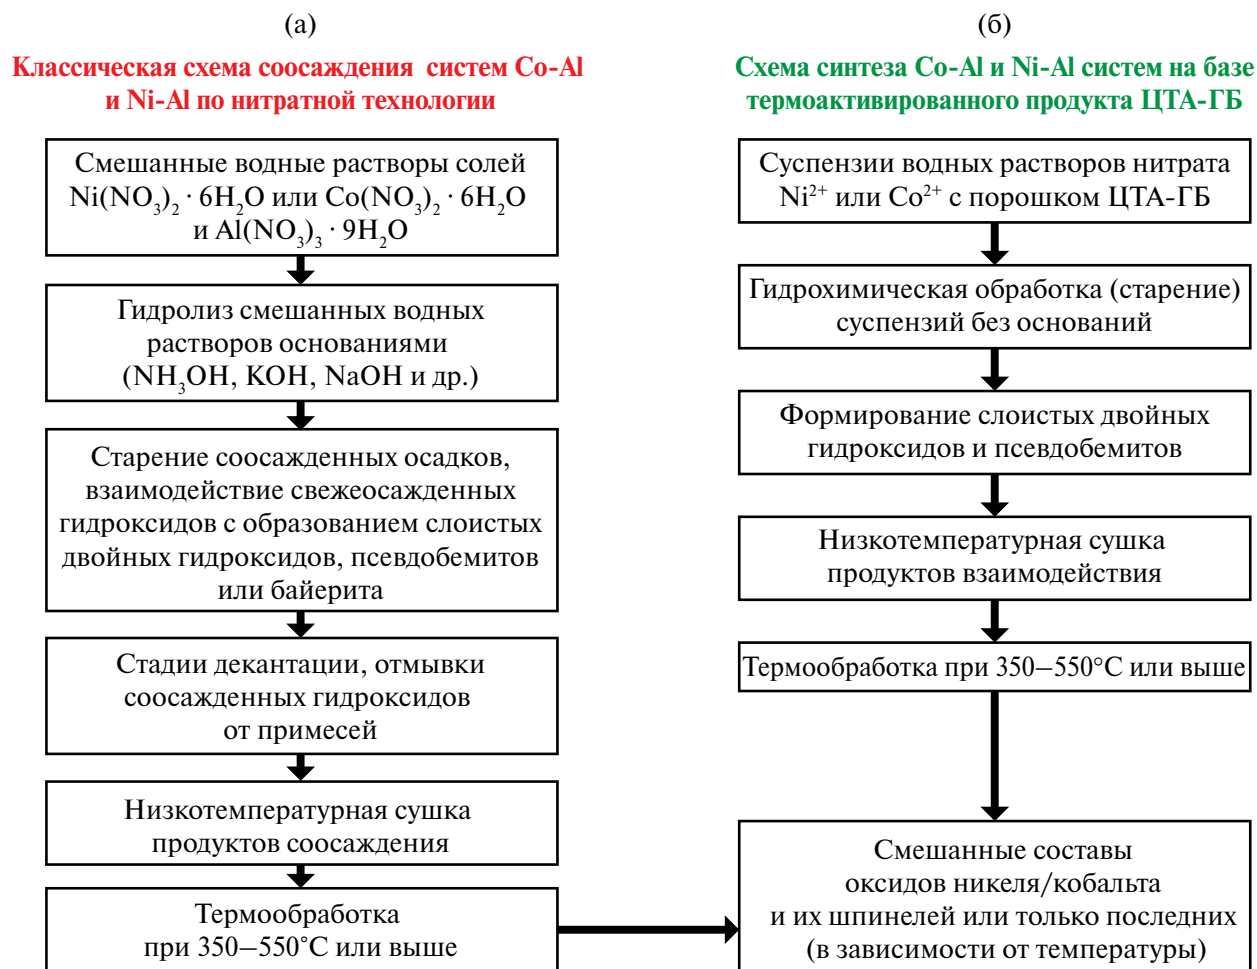 (а)
Классическая схема соосаждения систем Co-Al
и Ni-Al по нитратной технологии
Смешанные водные растворы солей
Ni(NO₃)₂ · 6H₂O или Co(NO₃)₂ · 6H₂O
и Al(NO₃)₃ · 9H₂O
Гидролиз смешанных водных
растворов основаниями
(NH₃OH, KOH, NaOH и др.)
Старение соосажденных осадков,
взаимодействие свежеосажденных
гидроксидов с образованием слоистых
двойных гидроксидов, псевдобемитов
или байерита
Стадии декантации, отмывки
соосажденных гидроксидов
от примесей
Низкотемпературная сушка
продуктов соосаждения
Термообработка
при 350–550°C или выше
(б)
Схема синтеза Co-Al и Ni-Al систем на базе
термоактивированного продукта ЦТА-ГБ
Суспензии водных растворов нитрата
Ni²⁺ или Co²⁺ с порошком ЦТА-ГБ
Гидрохимическая обработка (старение)
суспензий без оснований
Формирование слоистых двойных
гидроксидов и псевдобемитов
Низкотемпературная сушка
продуктов взаимодействия
Термообработка при 350–550°C или выше
Смешанные составы
оксидов никеля/кобальта
и их шпинелей или только последних
(в зависимости от температуры)